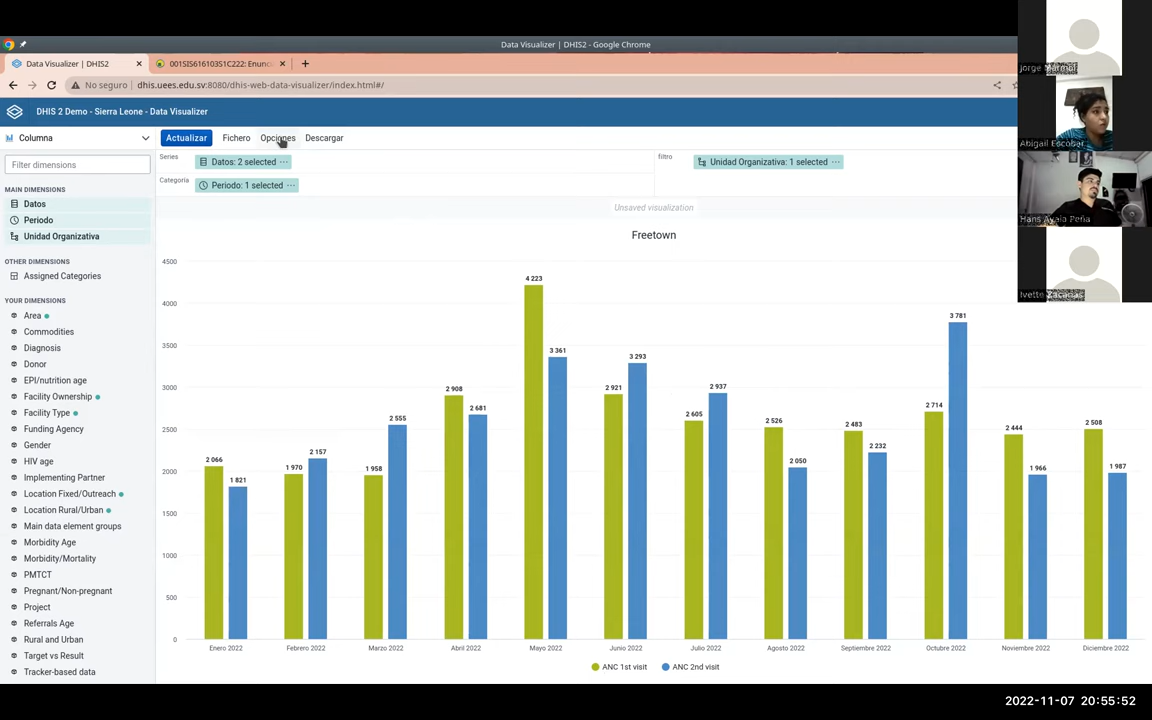 Data Visualizer | DHIS2 - Google Chrome
Data Visualizer | DHIS2
001SIS616103S1C222: Enunc
No seguro
dhis.uees.edu.sv:8080/dhis-web-data-visualizer/index.html#/
DHIS 2 Demo - Sierra Leone - Data Visualizer
Columna
Actualizar
Fichero
Opciones
Descargar
Filter dimensions
MAIN DIMENSIONS
Datos
Periodo
Unidad Organizativa
OTHER DIMENSIONS
Assigned Categories
YOUR DIMENSIONS
Area
Commodities
Diagnosis
Donor
EPI/nutrition age
Facility Ownership
Facility Type
Funding Agency
Gender
HIV age
Implementing Partner
Location Fixed/Outreach
Location Rural/Urban
Main data element groups
Morbidity Age
Morbidity/Mortality
PMTCT
Pregnant/Non-pregnant
Project
Referrals Age
Rural and Urban
Target vs Result
Tracker-based data
Series
Datos: 2 selected
Categoría
Periodo: 1 selected
filtro
Unidad Organizativa: 1 selected
Unsaved visualization
Freetown
4500
4000
3500
3000
2500
2000
1500
1000
500
0
2 066
1 821
1 970
2 157
1 958
2 555
2 908
2 681
4 223
3 361
2 921
3 293
2 605
2 937
2 526
2 050
2 483
2 232
2 714
3 781
2 444
1 966
2 508
1 987
Enero 2022
Febrero 2022
Marzo 2022
Abril 2022
Mayo 2022
Junio 2022
Julio 2022
Agosto 2022
Septiembre 2022
Octubre 2022
Noviembre 2022
Diciembre 2022
ANC 1st visit
ANC 2nd visit
Jorge
Abigail Escobar
Hans Ayala Peña
Ivette Zacarias
2022-11-07 20:55:52